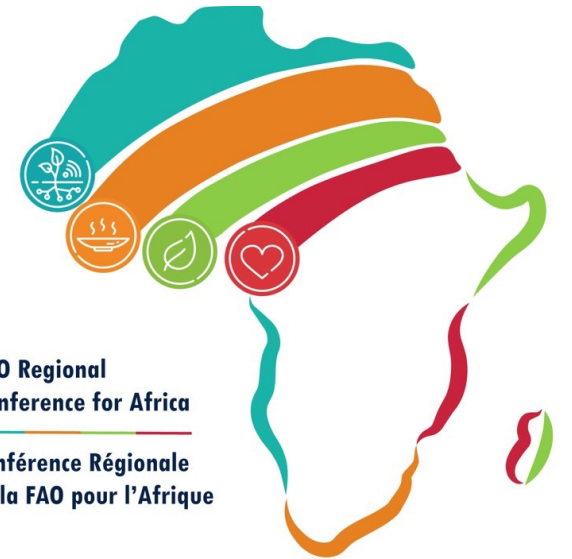 O Regional
nference for Africa
nférence Régionale
la FAO pour l'Afrique